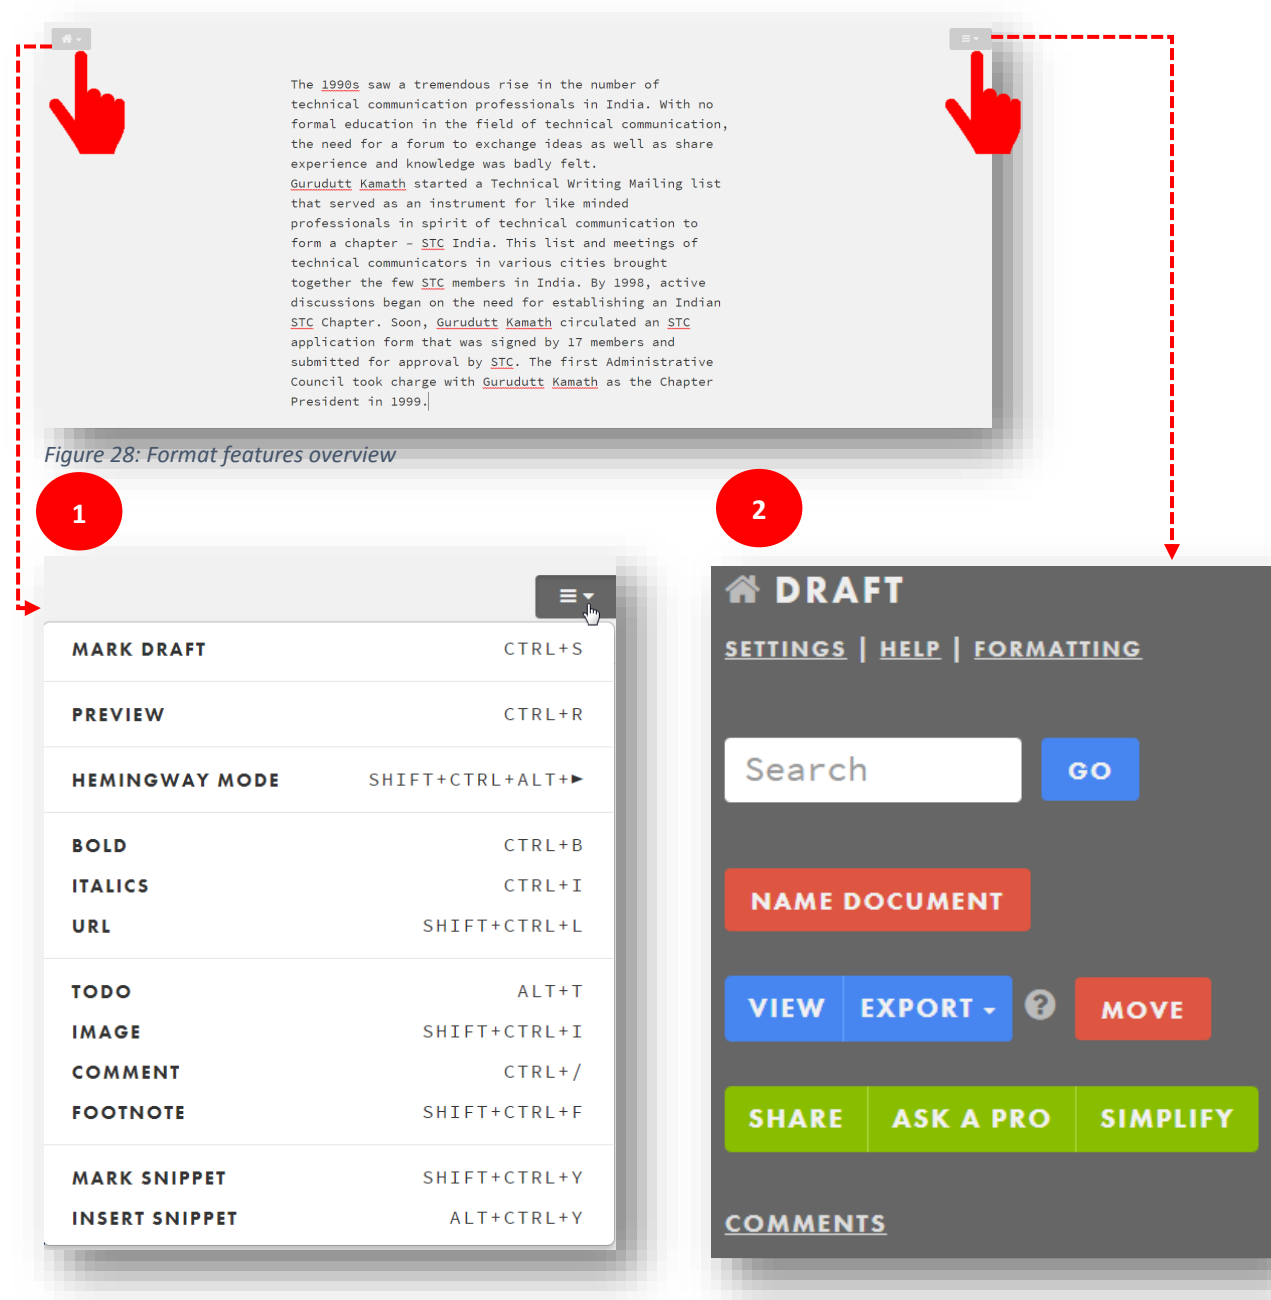 The 1990s saw a tremendous rise in the number of
technical communication professionals in India. With no
formal education in the field of technical communication,
the need for a forum to exchange ideas as well as share
experience and knowledge was badly felt.
Gurudutt Kamath started a Technical Writing Mailing list
that served as an instrument for like minded
professionals in spirit of technical communication to
form a chapter – STC India. This list and meetings of
technical communicators in various cities brought
together the few STC members in India. By 1998, active
discussions began on the need for establishing an Indian
STC Chapter. Soon, Gurudutt Kamath circulated an STC
application form that was signed by 17 members and
submitted for approval by STC. The first Administrative
Council took charge with Gurudutt Kamath as the Chapter
President in 1999.
Figure 28: Format features overview
1
MARK DRAFT CTRL+S
PREVIEW CTRL+R
HEMINGWAY MODE SHIFT+CTRL+ALT+►
BOLD CTRL+B
ITALICS CTRL+I
URL SHIFT+CTRL+L
TODO ALT+T
IMAGE SHIFT+CTRL+I
COMMENT CTRL+/
FOOTNOTE SHIFT+CTRL+F
MARK SNIPPET SHIFT+CTRL+Y
INSERT SNIPPET ALT+CTRL+Y
2
DRAFT
SETTINGS | HELP | FORMATTING
Search GO
NAME DOCUMENT
VIEW EXPORT ? MOVE
SHARE ASK A PRO SIMPLIFY
COMMENTS